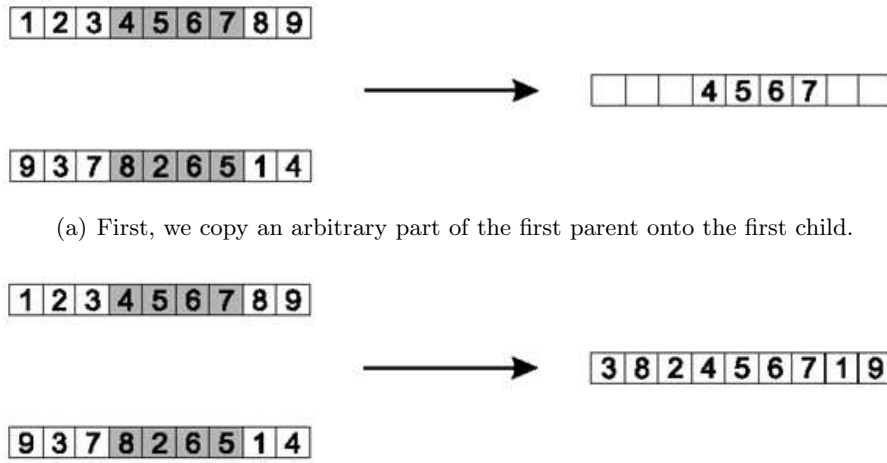 1 2 3 4 5 6 7 8 9
4 5 6 7
9 3 7 8 2 6 5 1 4
(a) First, we copy an arbitrary part of the first parent onto the first child.
1 2 3 4 5 6 7 8 9
3 8 2 4 5 6 7 1 9
9 3 7 8 2 6 5 1 4